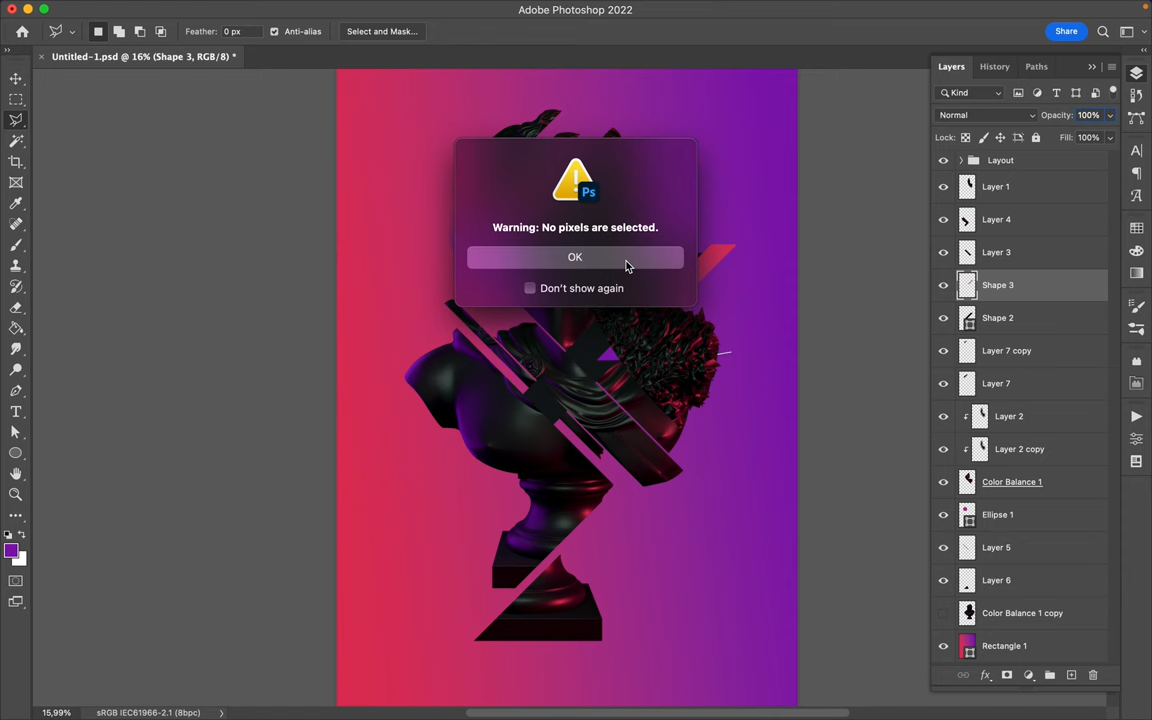 Adobe Photoshop 2022
Feather: 0 px
Anti-alias
Select and Mask...
Share
Untitled-1.psd @ 16% (Shape 3, RGB/8) *
Layers
History
Paths
Kind
Normal
Opacity: 100%
Lock:
Fill: 100%
Layout
Layer 1
Layer 4
Layer 3
Shape 3
Shape 2
Layer 7 copy
Layer 7
Layer 2
Layer 2 copy
Color Balance 1
Ellipse 1
Layer 5
Layer 6
Color Balance 1 copy
Rectangle 1
Ps
Warning: No pixels are selected.
OK
Don't show again
15,99%
sRGB IEC61966-2.1 (8bpc)